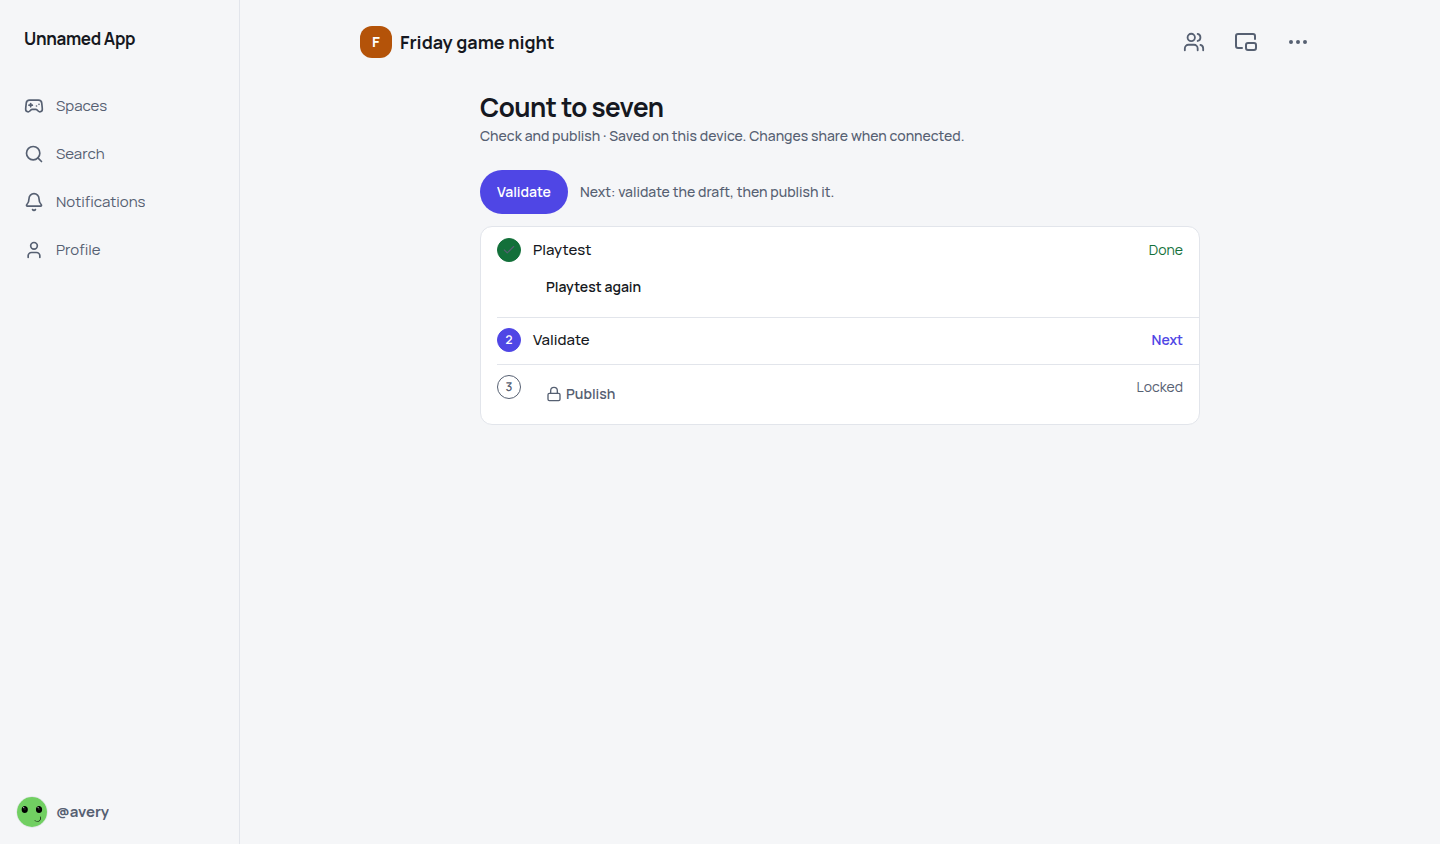 Unnamed App
Spaces
Search
Notifications
Profile
@avery
F
Friday game night
Count to seven
Check and publish · Saved on this device. Changes share when connected.
Validate
Next: validate the draft, then publish it.
Playtest
Done
Playtest again
2
Validate
Next
3
Publish
Locked